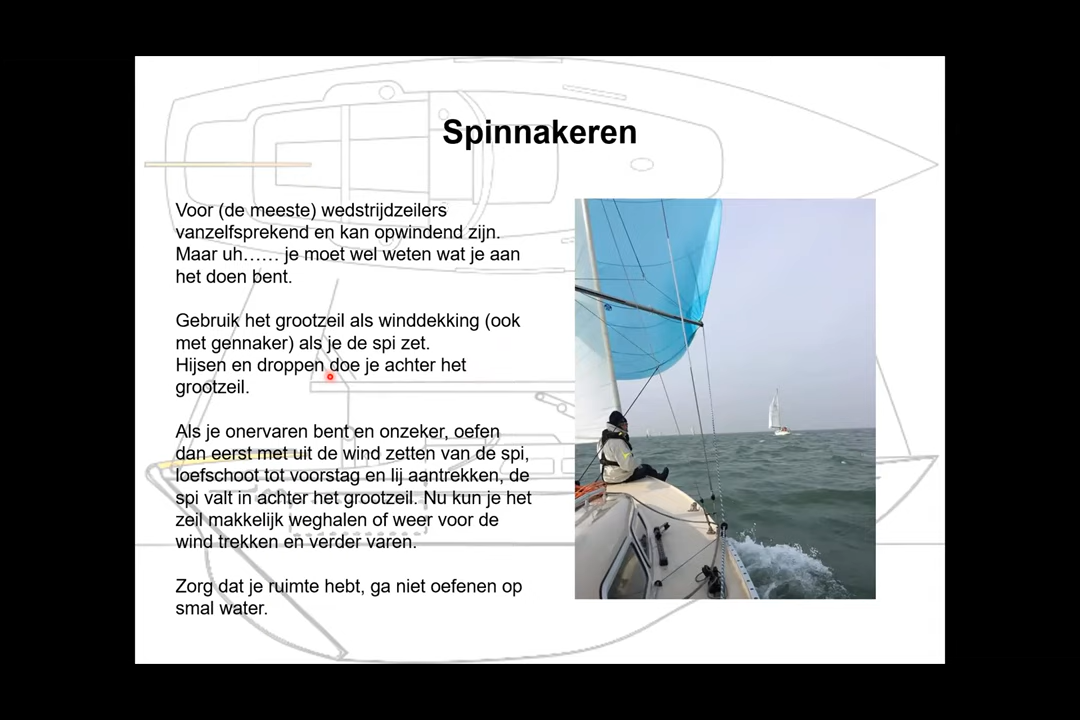 Spinnakeren
Voor (de meeste) wedstrijdzeilers
vanzelfsprekend en kan opwindend zijn.
Maar uh…… je moet wel weten wat je aan
het doen bent.
Gebruik het grootzeil als winddekking (ook
met gennaker) als je de spi zet.
Hijsen en droppen doe je achter het
grootzeil.
Als je onervaren bent en onzeker, oefen
dan eerst met uit de wind zetten van de spi,
loefschoot tot voorstag en lij aantrekken, de
spi valt in achter het grootzeil. Nu kun je het
zeil makkelijk weghalen of weer voor de
wind trekken en verder varen.
Zorg dat je ruimte hebt, ga niet oefenen op
smal water.